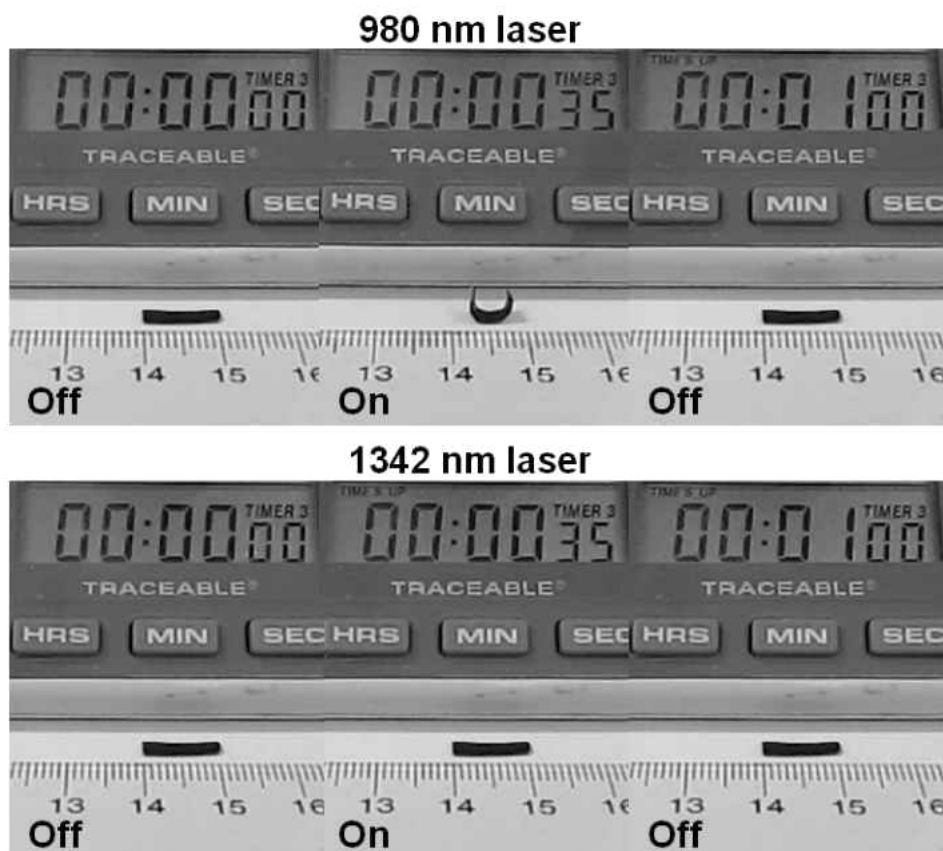 980 nm laser
00:00 00 TIMER 3
TRACEABLE®
HRS MIN SEC
13 14 15 16
Off
00:00 35 TIMER 3
TRACEABLE®
HRS MIN SEC
13 14 15 16
On
TIMES UP
00:01 00 TIMER 3
TRACEABLE®
HRS MIN SEC
13 14 15 16
Off
1342 nm laser
00:00 00 TIMER 3
TRACEABLE®
HRS MIN SEC
13 14 15 16
Off
TIMES UP
00:00 35 TIMER 3
TRACEABLE®
HRS MIN SEC
13 14 15 16
On
TIMES UP
00:01 00 TIMER 3
TRACEABLE®
HRS MIN SEC
13 14 15 16
Off